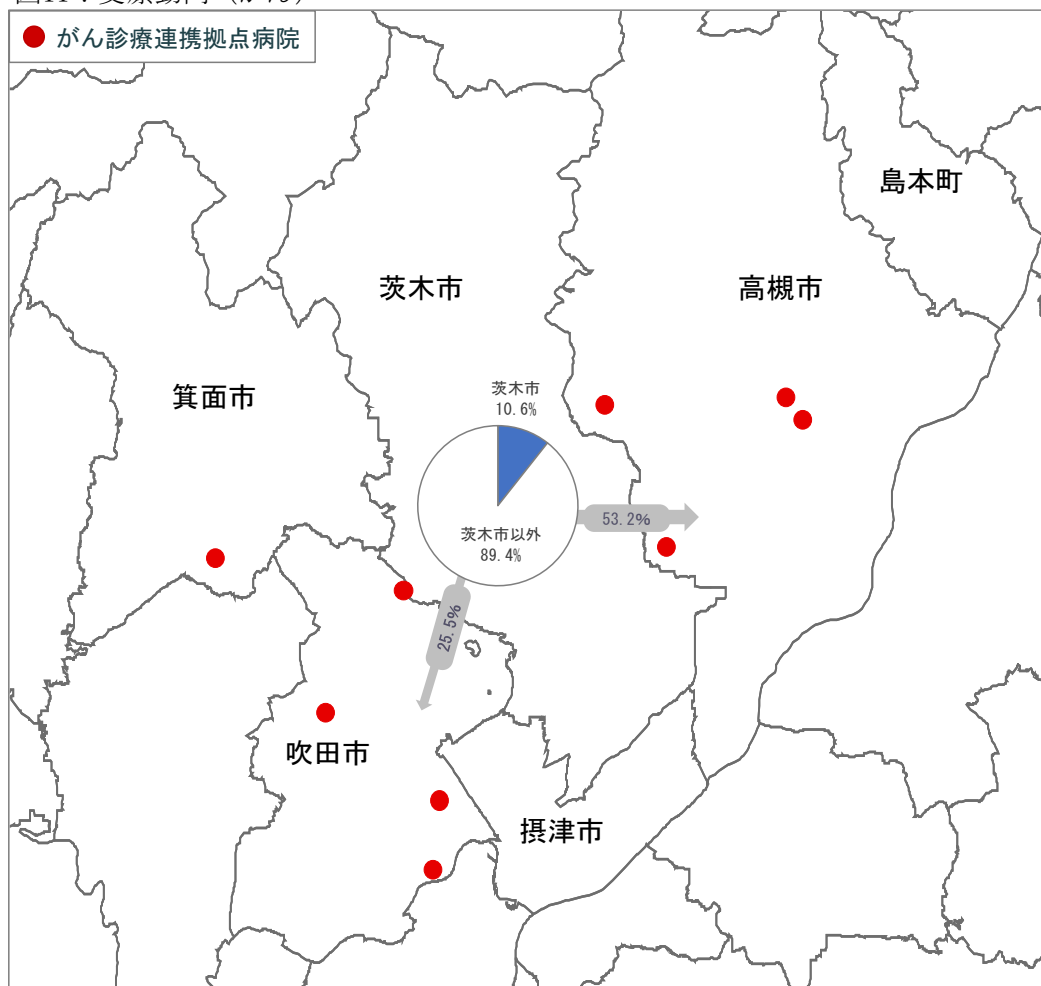 がん診療連携拠点病院
島本町
茨木市
高槻市
箕面市
茨木市
10.6%
茨木市以外
89.4%
53.2%
25.5%
吹田市
摂津市